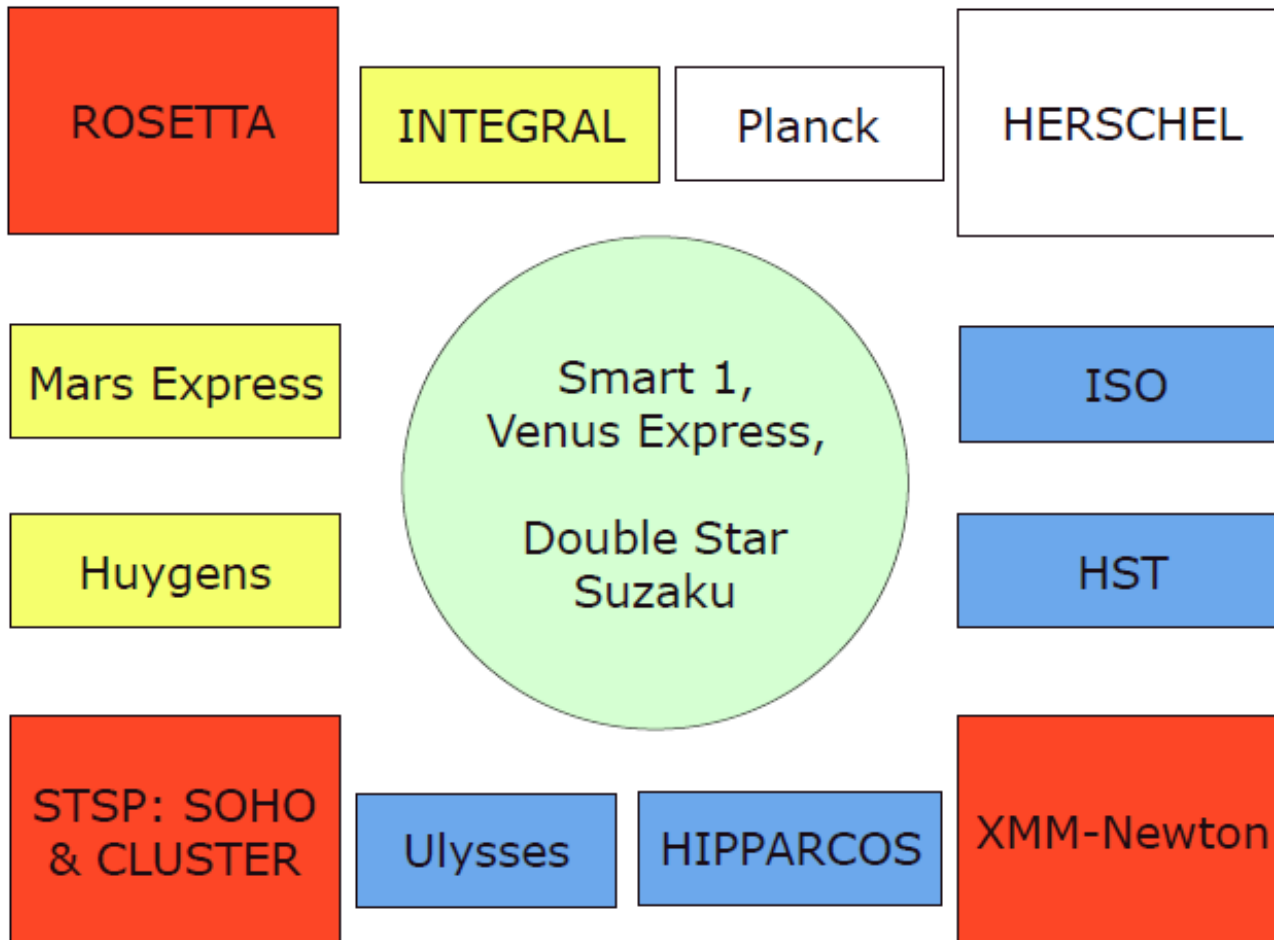 ROSETTA
INTEGRAL
Planck
HERSCHEL
Mars Express
Smart 1,
Venus Express,
Double Star
Suzaku
ISO
Huygens
HST
STSP: SOHO
& CLUSTER
Ulysses
HIPPARCOS
XMM-Newton